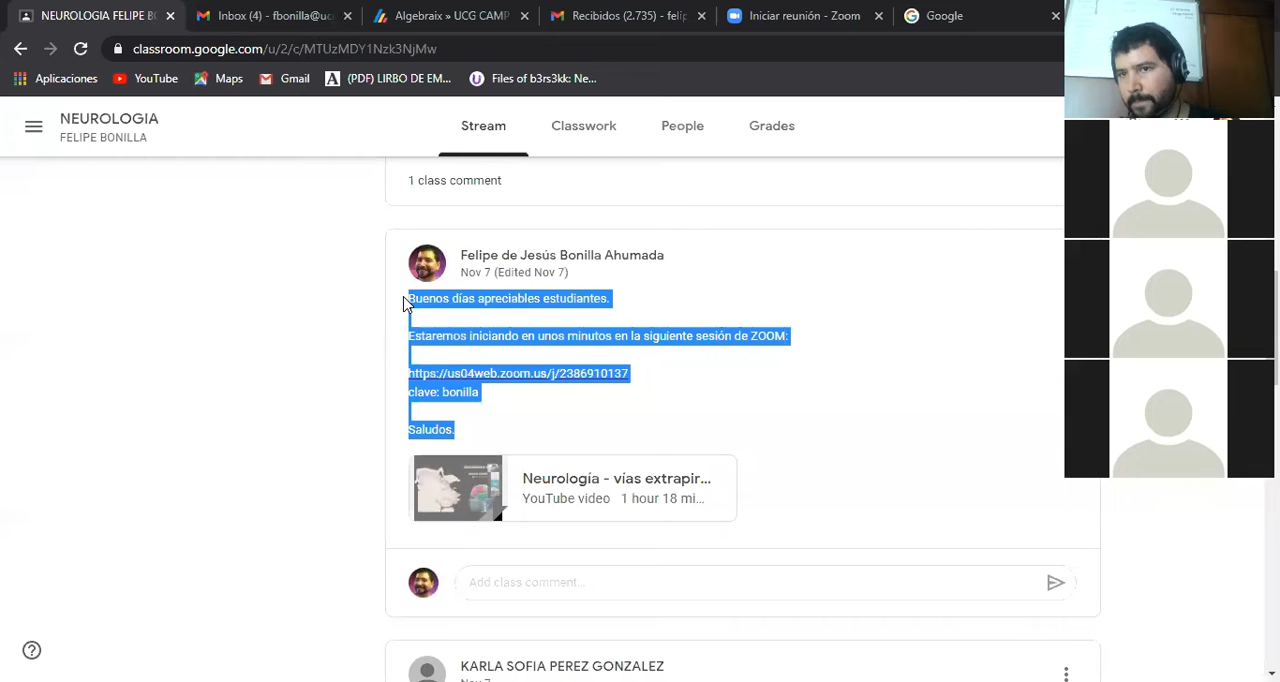 NEUROLOGIA FELIPE B
Inbox (4) - fbonilla@uc
Algebraix » UCG CAMP
Recibidos (2.735) - felip
Iniciar reunión - Zoom
Google
classroom.google.com/u/2/c/MTUzMDY1Nzk3NjMw
Aplicaciones
YouTube
Maps
Gmail
(PDF) LIRBO DE EM...
Files of b3rs3kk: Ne...
NEUROLOGIA
FELIPE BONILLA
Stream
Classwork
People
Grades
1 class comment
Felipe de Jesús Bonilla Ahumada
Nov 7 (Edited Nov 7)
Buenos días apreciables estudiantes.
Estaremos iniciando en unos minutos en la siguiente sesión de ZOOM:
https://us04web.zoom.us/j/2386910137
clave: bonilla
Saludos.
Neurología - vías extrapir...
YouTube video 1 hour 18 mi...
Add class comment...
KARLA SOFIA PEREZ GONZALEZ